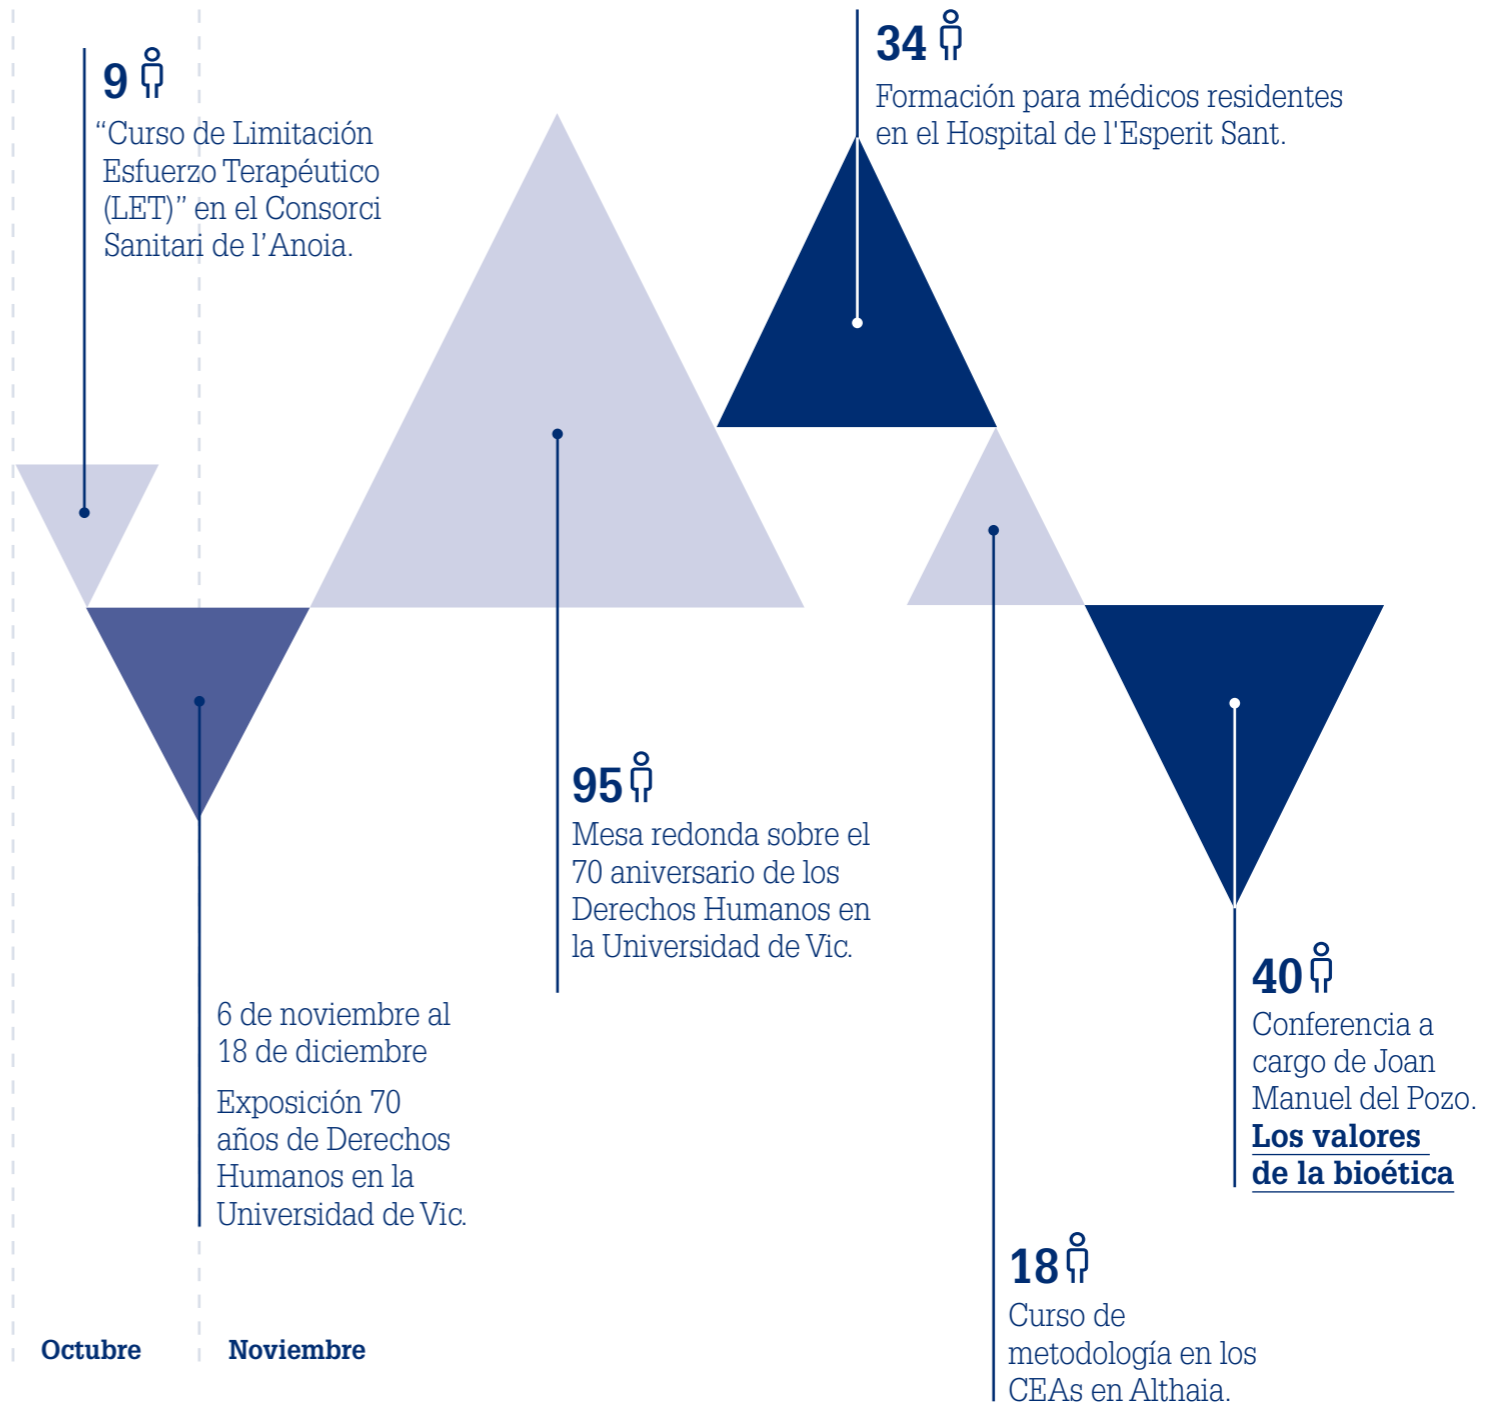 9
“Curso de Limitación
Esfuerzo Terapéutico
(LET)” en el Consorci
Sanitari de l’Anoia.
34
Formación para médicos residentes
en el Hospital de l'Esperit Sant.
95
Mesa redonda sobre el
70 aniversario de los
Derechos Humanos en
la Universidad de Vic.
6 de noviembre al
18 de diciembre
Exposición 70
años de Derechos
Humanos en la
Universidad de Vic.
40
Conferencia a
cargo de Joan
Manuel del Pozo.
Los valores
de la bioética
18
Curso de
metodología en los
CEAs en Althaia.
Octubre
Noviembre